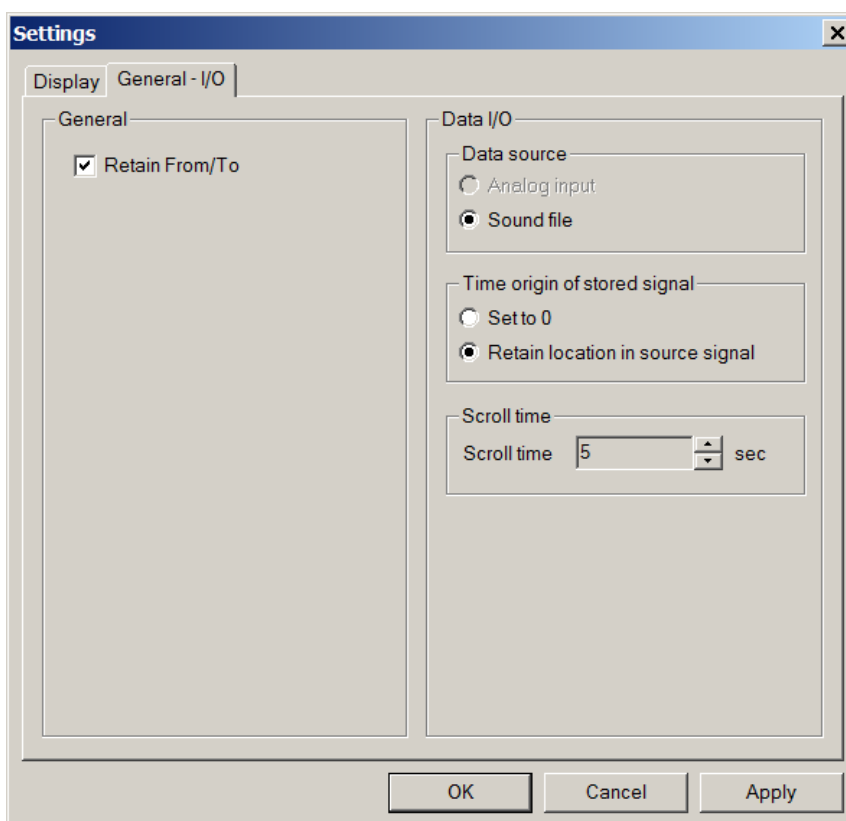 Settings
Display General - I/O
General
Retain From/To
Data I/O
Data source
Analog input
Sound file
Time origin of stored signal
Set to 0
Retain location in source signal
Scroll time
Scroll time 5 sec
OK Cancel Apply